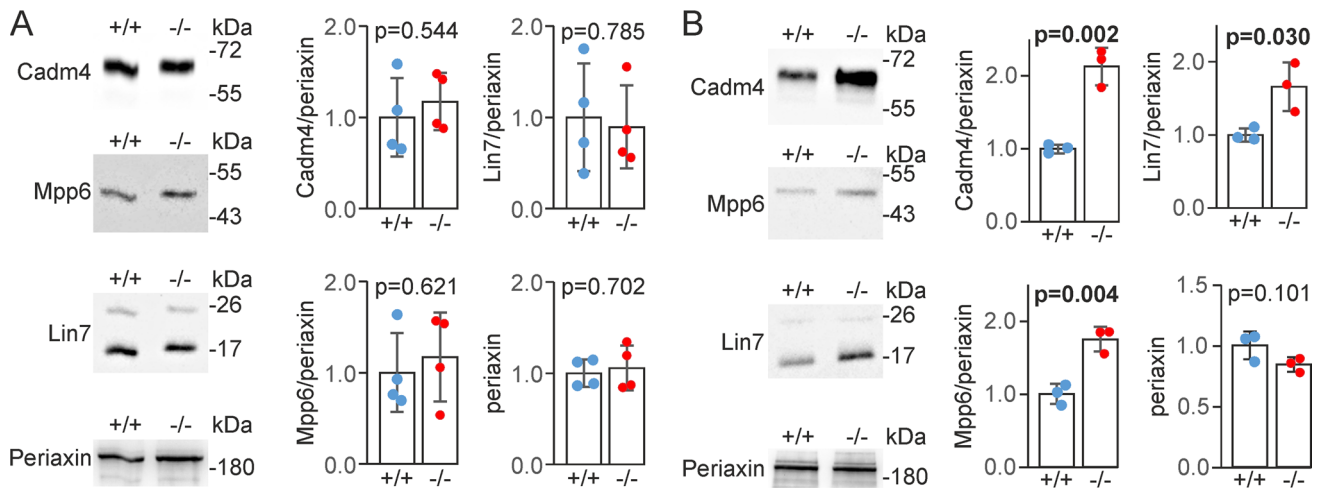 A
+/+ -/- kDa
Cadm4
-72
-55
+/+ -/- kDa
Mpp6
-55
-43
+/+ -/- kDa
Lin7
-26
-17
+/+ -/- kDa
Periaxin
-180
Cadm4/periaxin
2.0
1.0
0.0
p=0.544
+/+ -/-
Lin7/periaxin
2.0
1.0
0.0
p=0.785
+/+ -/-
Mpp6/periaxin
2.0
1.0
0.0
p=0.621
+/+ -/-
periaxin
2.0
1.0
0.0
p=0.702
+/+ -/-
B
+/+ -/- kDa
Cadm4
-72
-55
+/+ -/- kDa
Mpp6
-55
-43
+/+ -/- kDa
Lin7
-26
-17
+/+ -/- kDa
Periaxin
-180
Cadm4/periaxin
p=0.002
2.0
1.0
0.0
+/+ -/-
Lin7/periaxin
p=0.030
2.0
1.0
0.0
+/+ -/-
Mpp6/periaxin
p=0.004
2.0
1.0
0.0
+/+ -/-
periaxin
1.5
p=0.101
1.0
0.5
0.0
+/+ -/-